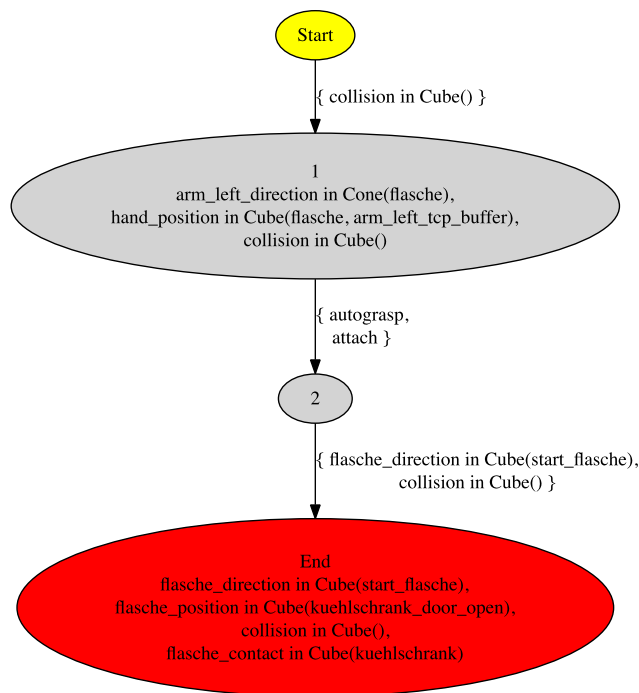 Start
{ collision in Cube() }
1
arm_left_direction in Cone(flasche),
hand_position in Cube(flasche, arm_left_tcp_buffer),
collision in Cube()
{ autograsp,
attach }
2
{ flasche_direction in Cube(start_flasche),
collision in Cube() }
End
flasche_direction in Cube(start_flasche),
flasche_position in Cube(kuehlschrank_door_open),
collision in Cube(),
flasche_contact in Cube(kuehlschrank)